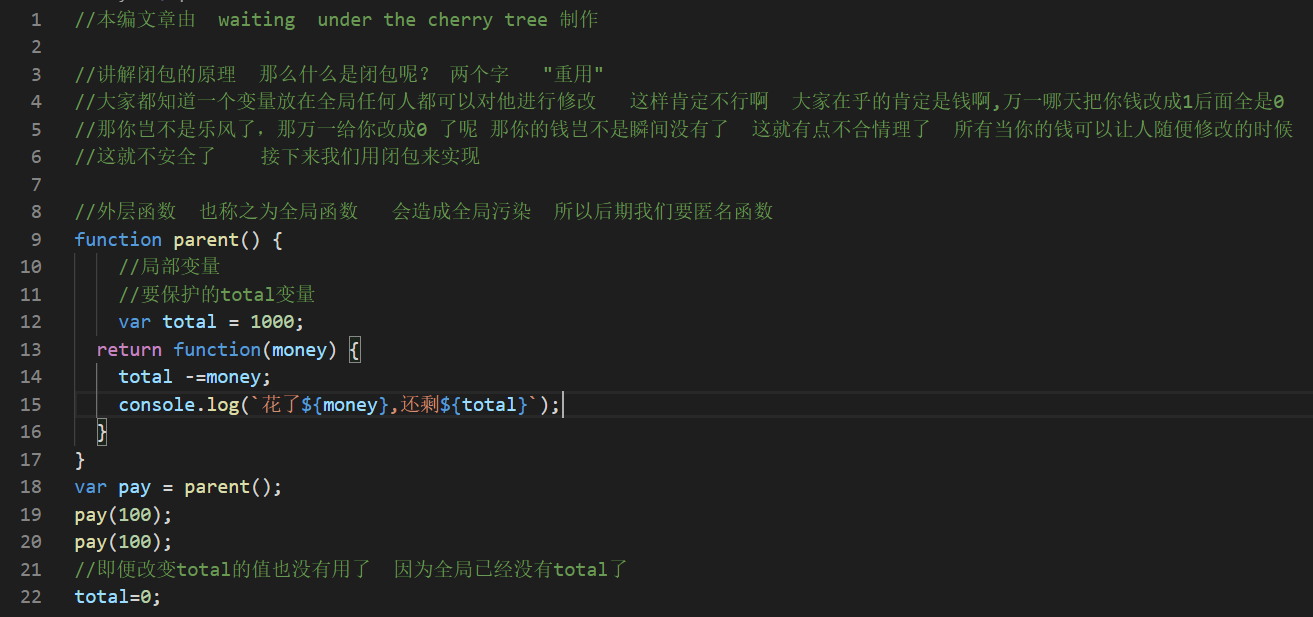 1 //本编文章由  waiting  under the cherry tree 制作
2
3 //讲解闭包的原理  那么什么是闭包呢？ 两个字   "重用"
4 //大家都知道一个变量放在全局任何人都可以对他进行修改   这样肯定不行啊  大家在乎的肯定是钱啊,万一哪天把你钱改成1后面全是0
5 //那你岂不是乐风了，那万一给你改成0 了呢 那你的钱岂不是瞬间没有了  这就有点不合情理了  所有当你的钱可以让人随便修改的时候
6 //这就不安全了    接下来我们用闭包来实现
7
8 //外层函数  也称之为全局函数   会造成全局污染  所以后期我们要匿名函数
9 function parent() {
10     //局部变量
11     //要保护的total变量
12     var total = 1000;
13   return function(money) {
14     total -=money;
15     console.log(`花了${money},还剩${total}`);
16   }
17 }
18 var pay = parent();
19 pay(100);
20 pay(100);
21 //即便改变total的值也没有用了  因为全局已经没有total了
22 total=0;